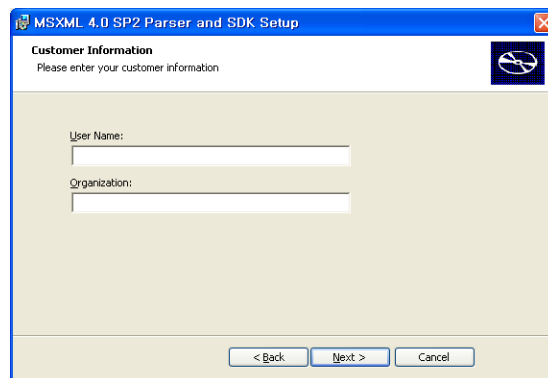 MSXML 4.0 SP2 Parser and SDK Setup
Customer Information
Please enter your customer information
User Name:
Organization:
< Back Next > Cancel